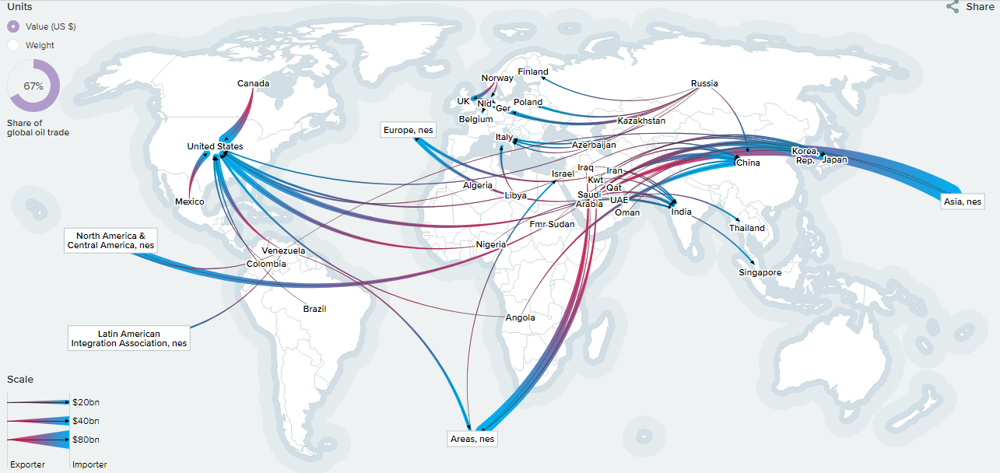 Units
Share
Value (US $)
Weight
67%
Share of
global oil trade
Canada
Norway
Finland
Russia
UK
Nld
Ger
Poland
Belgium
Kazakhstan
Europe, nes
Italy
Azerbaijan
United States
Korea,
Rep.
Japan
China
Israel
Iraq
Iran
Kwt
Qat
Algeria
Libya
Saudi
Arabia
UAE
Oman
India
Asia, nes
Mexico
Fmr Sudan
Thailand
North America &
Central America, nes
Venezuela
Colombia
Nigeria
Singapore
Brazil
Angola
Latin American
Integration Association, nes
Areas, nes
Scale
$20bn
$40bn
$80bn
Exporter
Importer